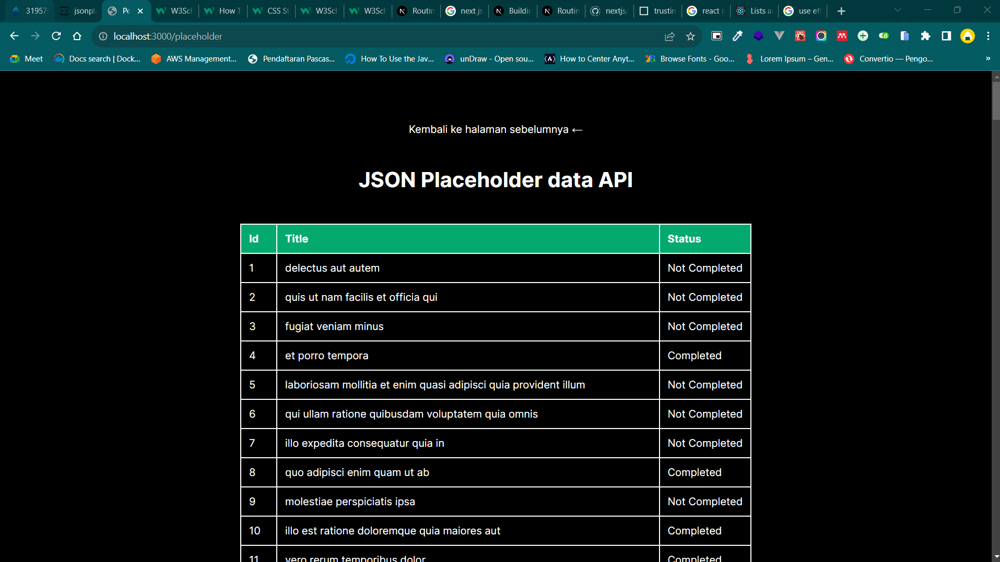 31957
jsonpla
Pe
W3Sch
How T
CSS St
W3Sch
W3Sch
Routin
next js
Buildin
Routin
nextjs/
trustin
react r
Lists a
use eff
localhost:3000/placeholder
Meet
Docs search | Dock...
AWS Management...
Pendaftaran Pascas...
How To Use the Jav...
unDraw - Open sou...
How to Center Anyt...
Browse Fonts - Goo...
Lorem Ipsum – Gen...
Convertio — Pengo...
»
Kembali ke halaman sebelumnya ←
JSON Placeholder data API
Id Title Status
1 delectus aut autem Not Completed
2 quis ut nam facilis et officia qui Not Completed
3 fugiat veniam minus Not Completed
4 et porro tempora Completed
5 laboriosam mollitia et enim quasi adipisci quia provident illum Not Completed
6 qui ullam ratione quibusdam voluptatem quia omnis Not Completed
7 illo expedita consequatur quia in Not Completed
8 quo adipisci enim quam ut ab Completed
9 molestiae perspiciatis ipsa Not Completed
10 illo est ratione doloremque quia maiores aut Completed
11 vero rerum temporibus dolor Completed